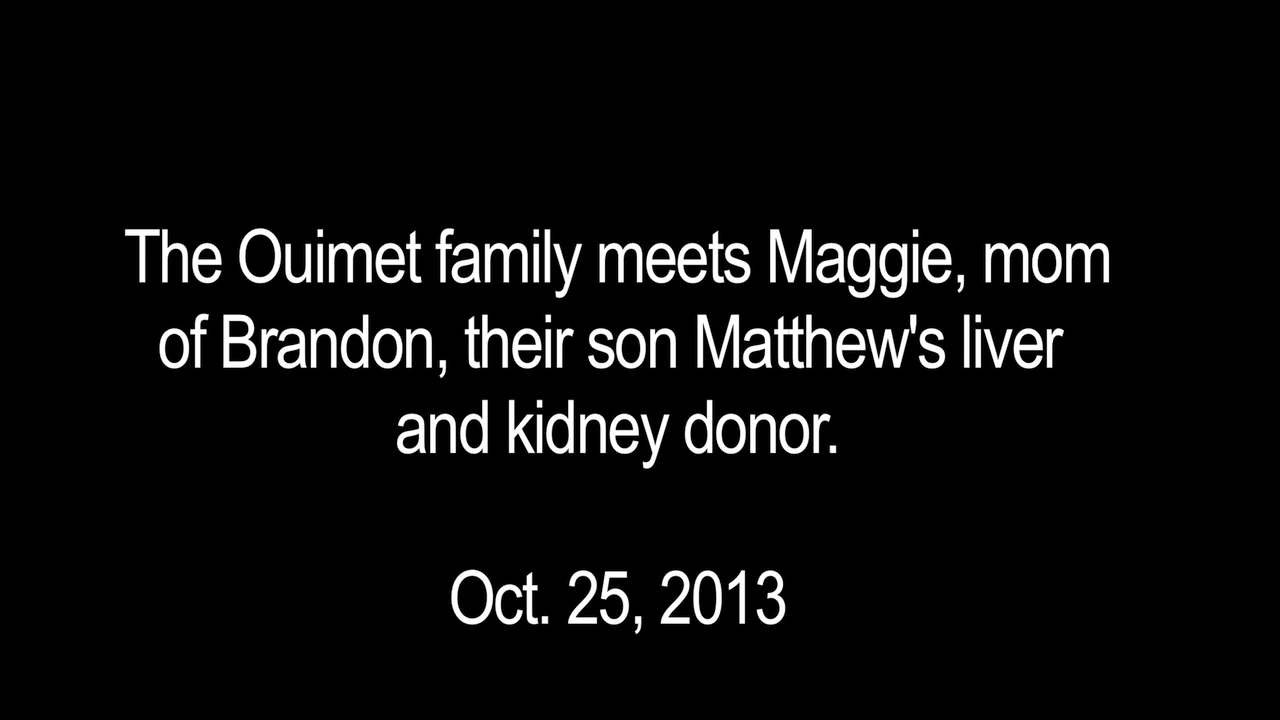 The Ouimet family meets Maggie, mom
of Brandon, their son Matthew's liver
and kidney donor.
Oct. 25, 2013